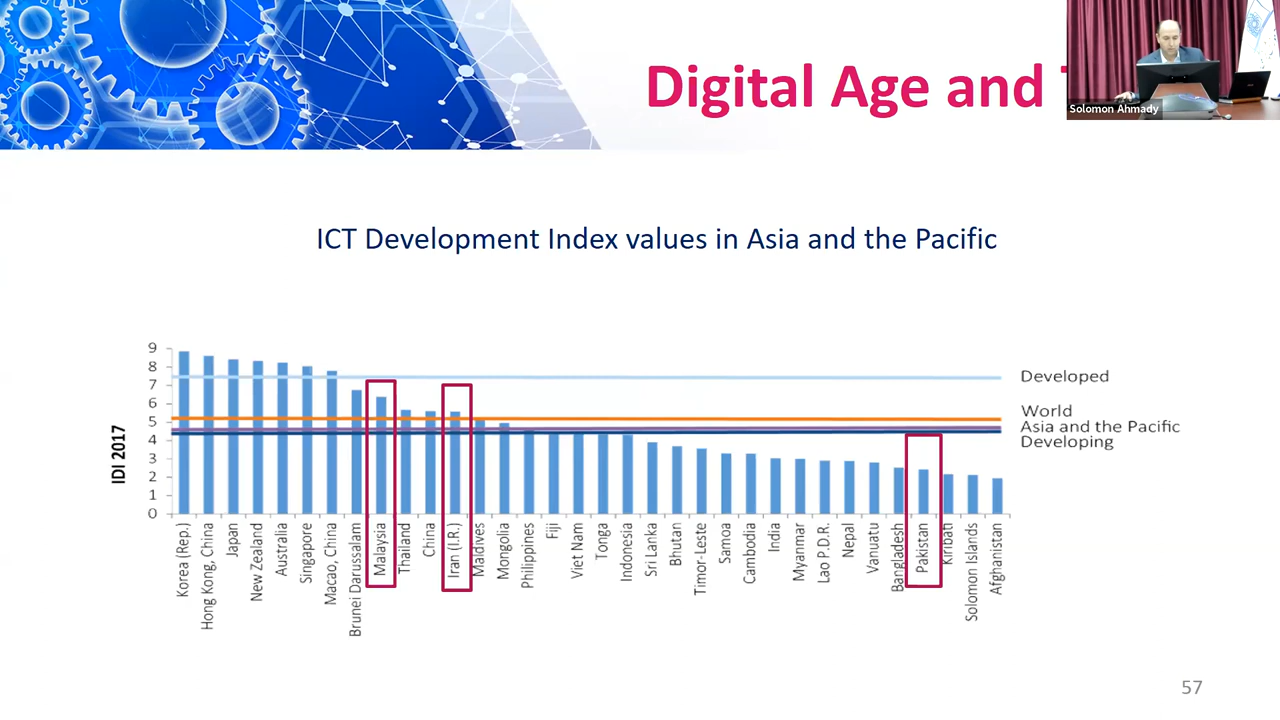 Digital Age and
Solomon Ahmady
ICT Development Index values in Asia and the Pacific
IDI 2017
9
8
7
6
5
4
3
2
1
0
Developed
World
Asia and the Pacific
Developing
Korea (Rep.)
Hong Kong, China
Japan
New Zealand
Australia
Singapore
Macao, China
Brunei Darussalam
Malaysia
Thailand
China
Iran (I.R.)
Maldives
Mongolia
Philippines
Fiji
Viet Nam
Tonga
Indonesia
Sri Lanka
Bhutan
Timor-Leste
Samoa
Cambodia
India
Myanmar
Lao P.D.R.
Nepal
Vanuatu
Bangladesh
Pakistan
Kiribati
Solomon Islands
Afghanistan
57